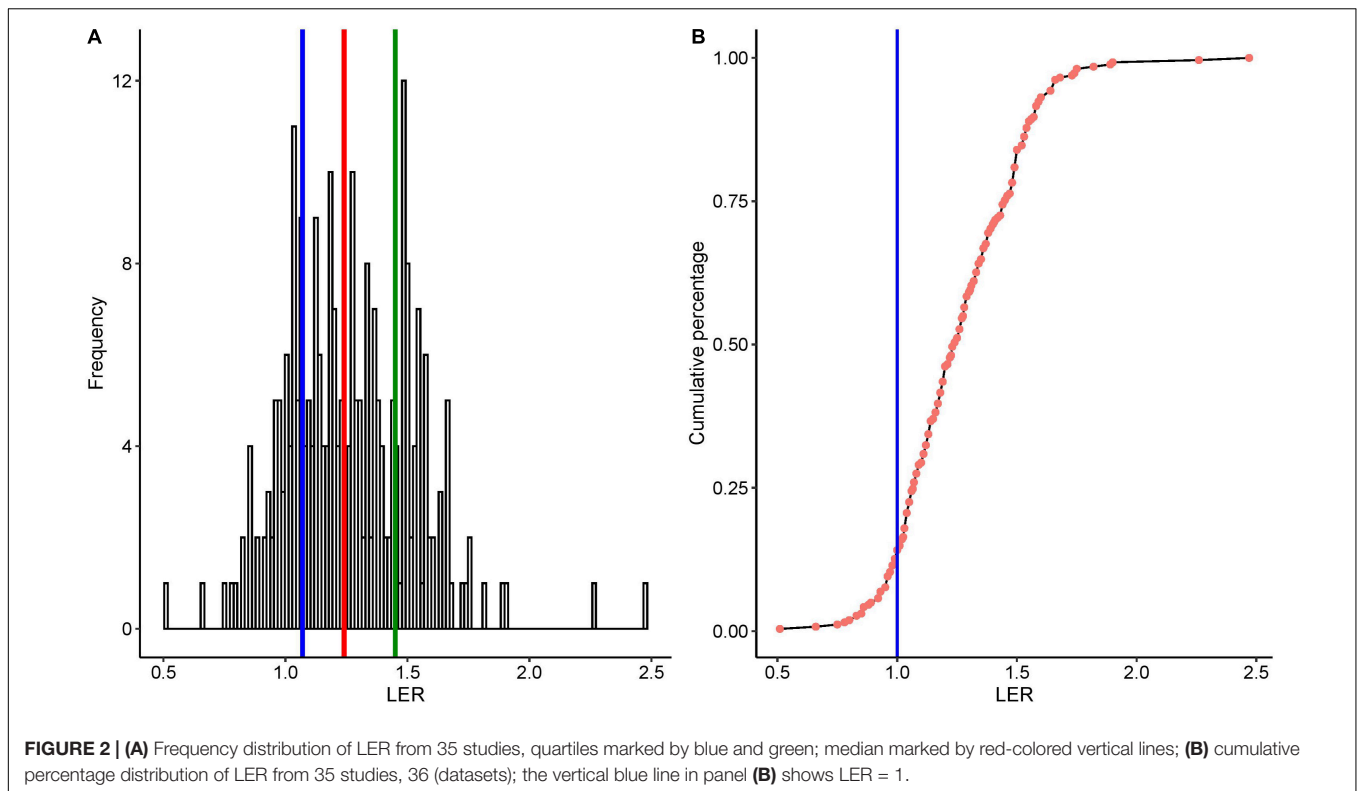 A
B
Frequency
12
8
4
0
0.5 1.0 1.5 2.0 2.5
LER
Cumulative percentage
1.00
0.75
0.50
0.25
0.00
0.5 1.0 1.5 2.0 2.5
LER
FIGURE 2 | (A) Frequency distribution of LER from 35 studies, quartiles marked by blue and green; median marked by red-colored vertical lines; (B) cumulative
percentage distribution of LER from 35 studies, 36 (datasets); the vertical blue line in panel (B) shows LER = 1.